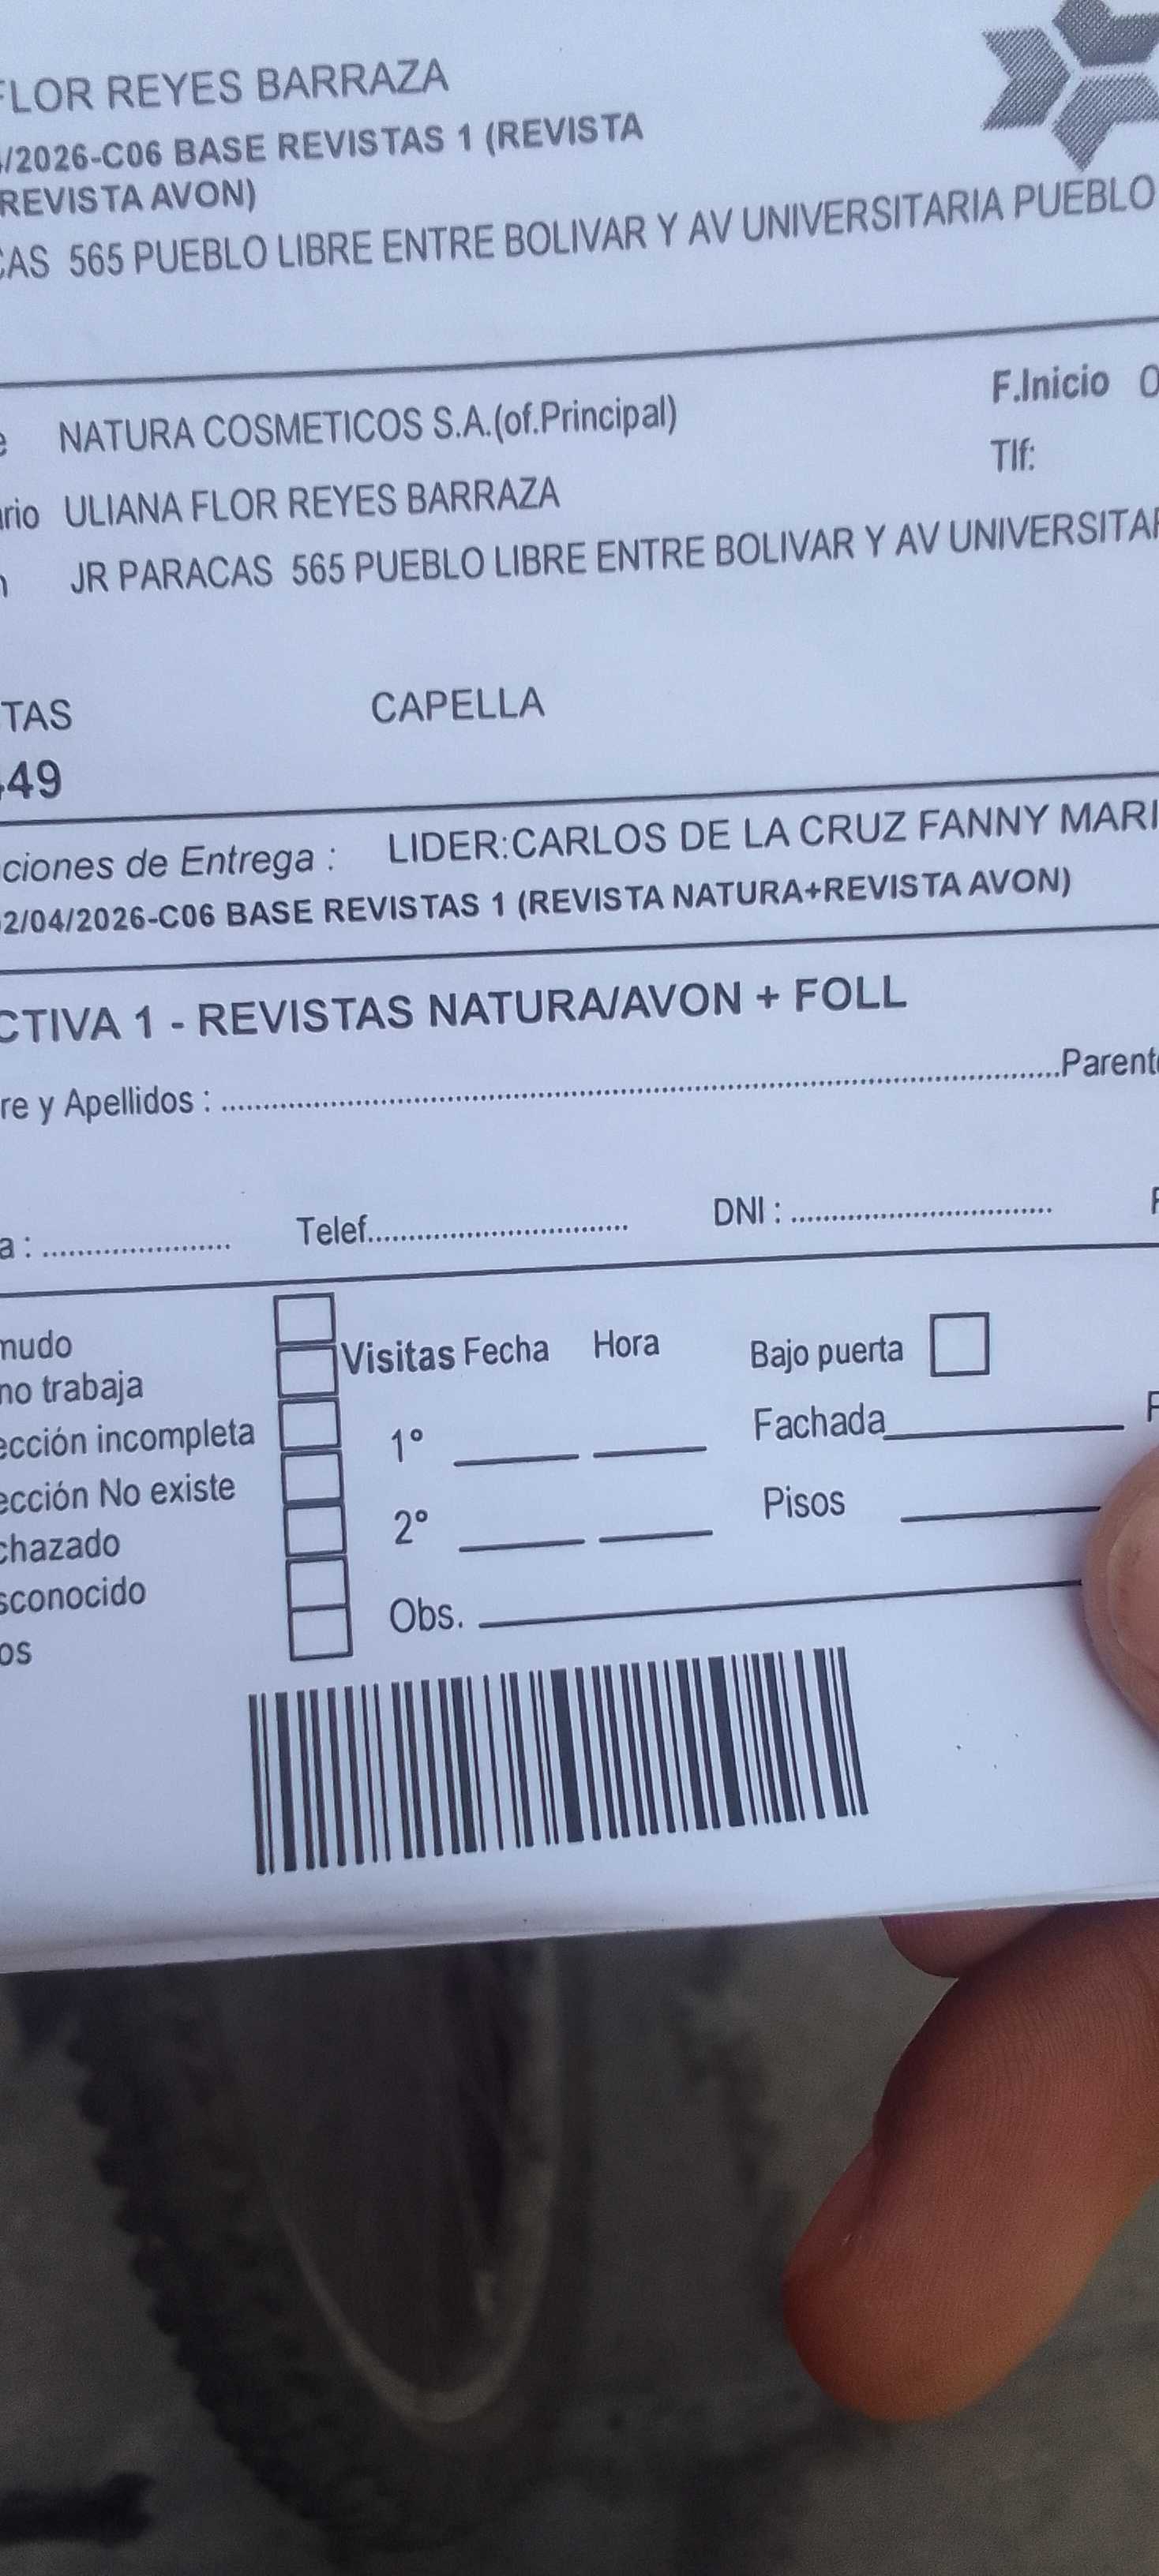 FLOR REYES BARRAZA
/2026-C06 BASE REVISTAS 1 (REVISTA
REVISTA AVON)
CAS 565 PUEBLO LIBRE ENTRE BOLIVAR Y AV UNIVERSITARIA PUEBLO
F.Inicio
NATURA COSMETICOS S.A.(of.Principal)
Tlf:
rio ULIANA FLOR REYES BARRAZA
JR PARACAS 565 PUEBLO LIBRE ENTRE BOLIVAR Y AV UNIVERSITAR
TAS CAPELLA
49
ciones de Entrega : LIDER:CARLOS DE LA CRUZ FANNY MARI
2/04/2026-C06 BASE REVISTAS 1 (REVISTA NATURA+REVISTA AVON)
CTIVA 1 - REVISTAS NATURA/AVON + FOLL
re y Apellidos : ........................................Parent
a : ...................... Telef............................. DNI : ..............................
mudo
no trabaja
Visitas Fecha Hora Bajo puerta
ección incompleta
1° Fachada
ección No existe
2° Pisos
chazado
sconocido
Obs.
os